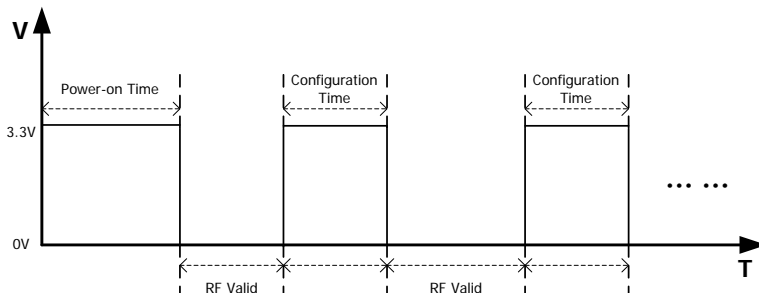 V
Power-on Time
Configuration
Time
Configuration
Time
3.3V
... ...
0V
T
RF Valid
RF Valid